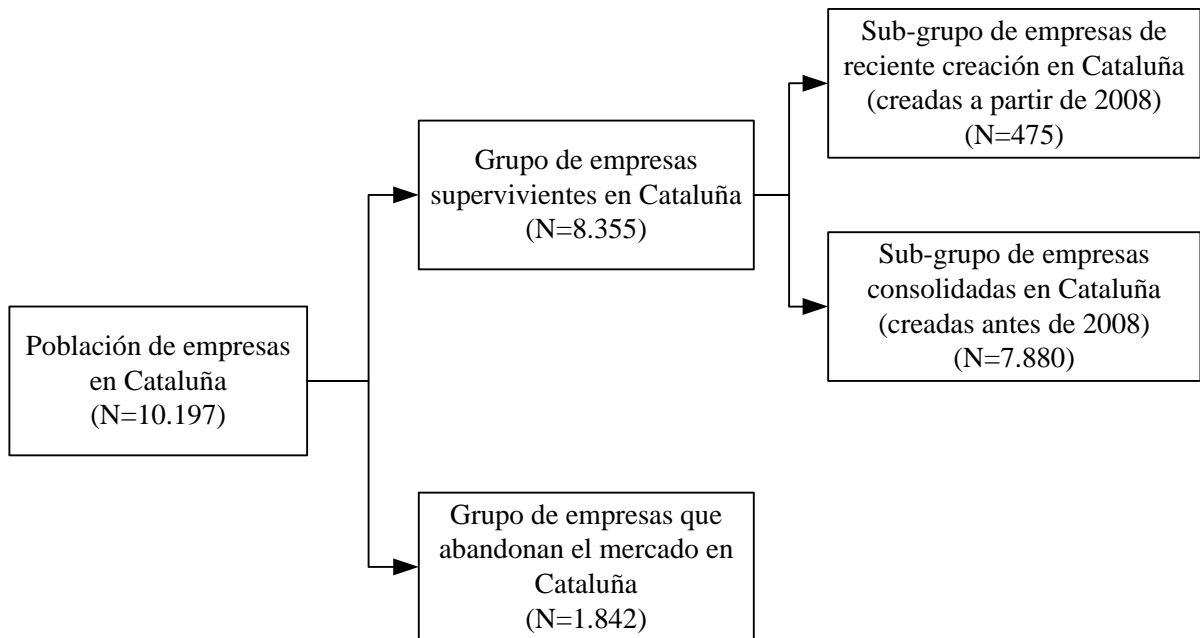 Sub-grupo de empresas de
reciente creación en Cataluña
(creadas a partir de 2008)
(N=475)
Grupo de empresas
supervivientes en Cataluña
(N=8.355)
Sub-grupo de empresas
consolidadas en Cataluña
(creadas antes de 2008)
(N=7.880)
Población de empresas
en Cataluña
(N=10.197)
Grupo de empresas que
abandonan el mercado en
Cataluña
(N=1.842)